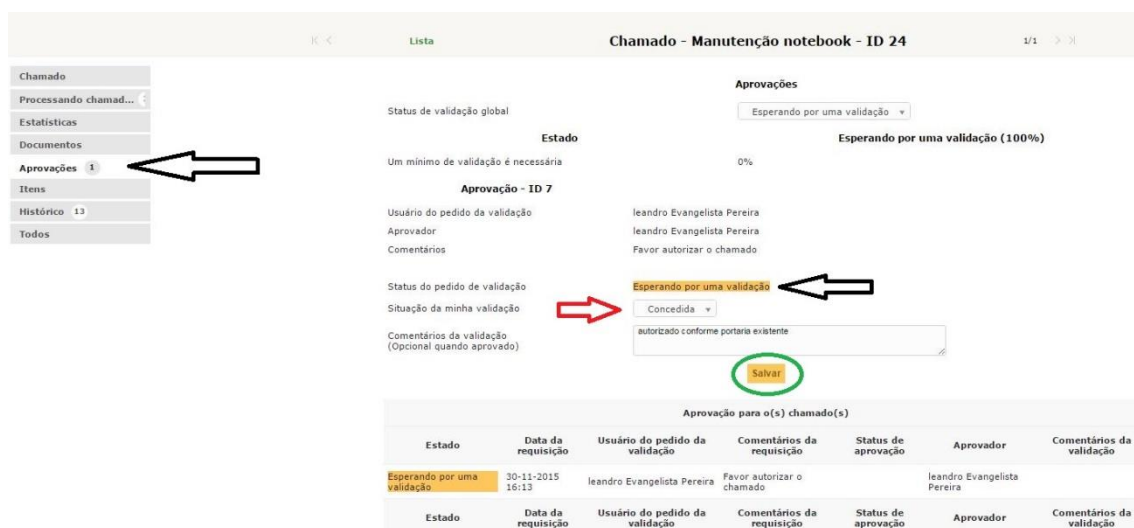 Lista
Chamado - Manutenção notebook - ID 24
1/1
Chamado
Processando chamad...
Estatísticas
Documentos
Aprovações 1
Itens
Histórico 13
Todos
Aprovações
Status de validação global
Esperando por uma validação
Estado
Esperando por uma validação (100%)
Um mínimo de validação é necessária
0%
Aprovação - ID 7
Usuário do pedido da validação
leandro Evangelista Pereira
Aprovador
leandro Evangelista Pereira
Comentários
Favor autorizar o chamado
Status do pedido de validação
Esperando por uma validação
Situação da minha validação
Concedida
Comentários da validação
(Opcional quando aprovado)
autorizado conforme portaria existente
Salvar
Aprovação para o(s) chamado(s)
Estado
Data da
requisição
Usuário do pedido da
validação
Comentários da
requisição
Status de
aprovação
Aprovador
Comentários da
validação
Esperando por uma
validação
30-11-2015
16:13
leandro Evangelista Pereira
Favor autorizar o
chamado
leandro Evangelista
Pereira
Estado
Data da
requisição
Usuário do pedido da
validação
Comentários da
requisição
Status de
aprovação
Aprovador
Comentários da
validação